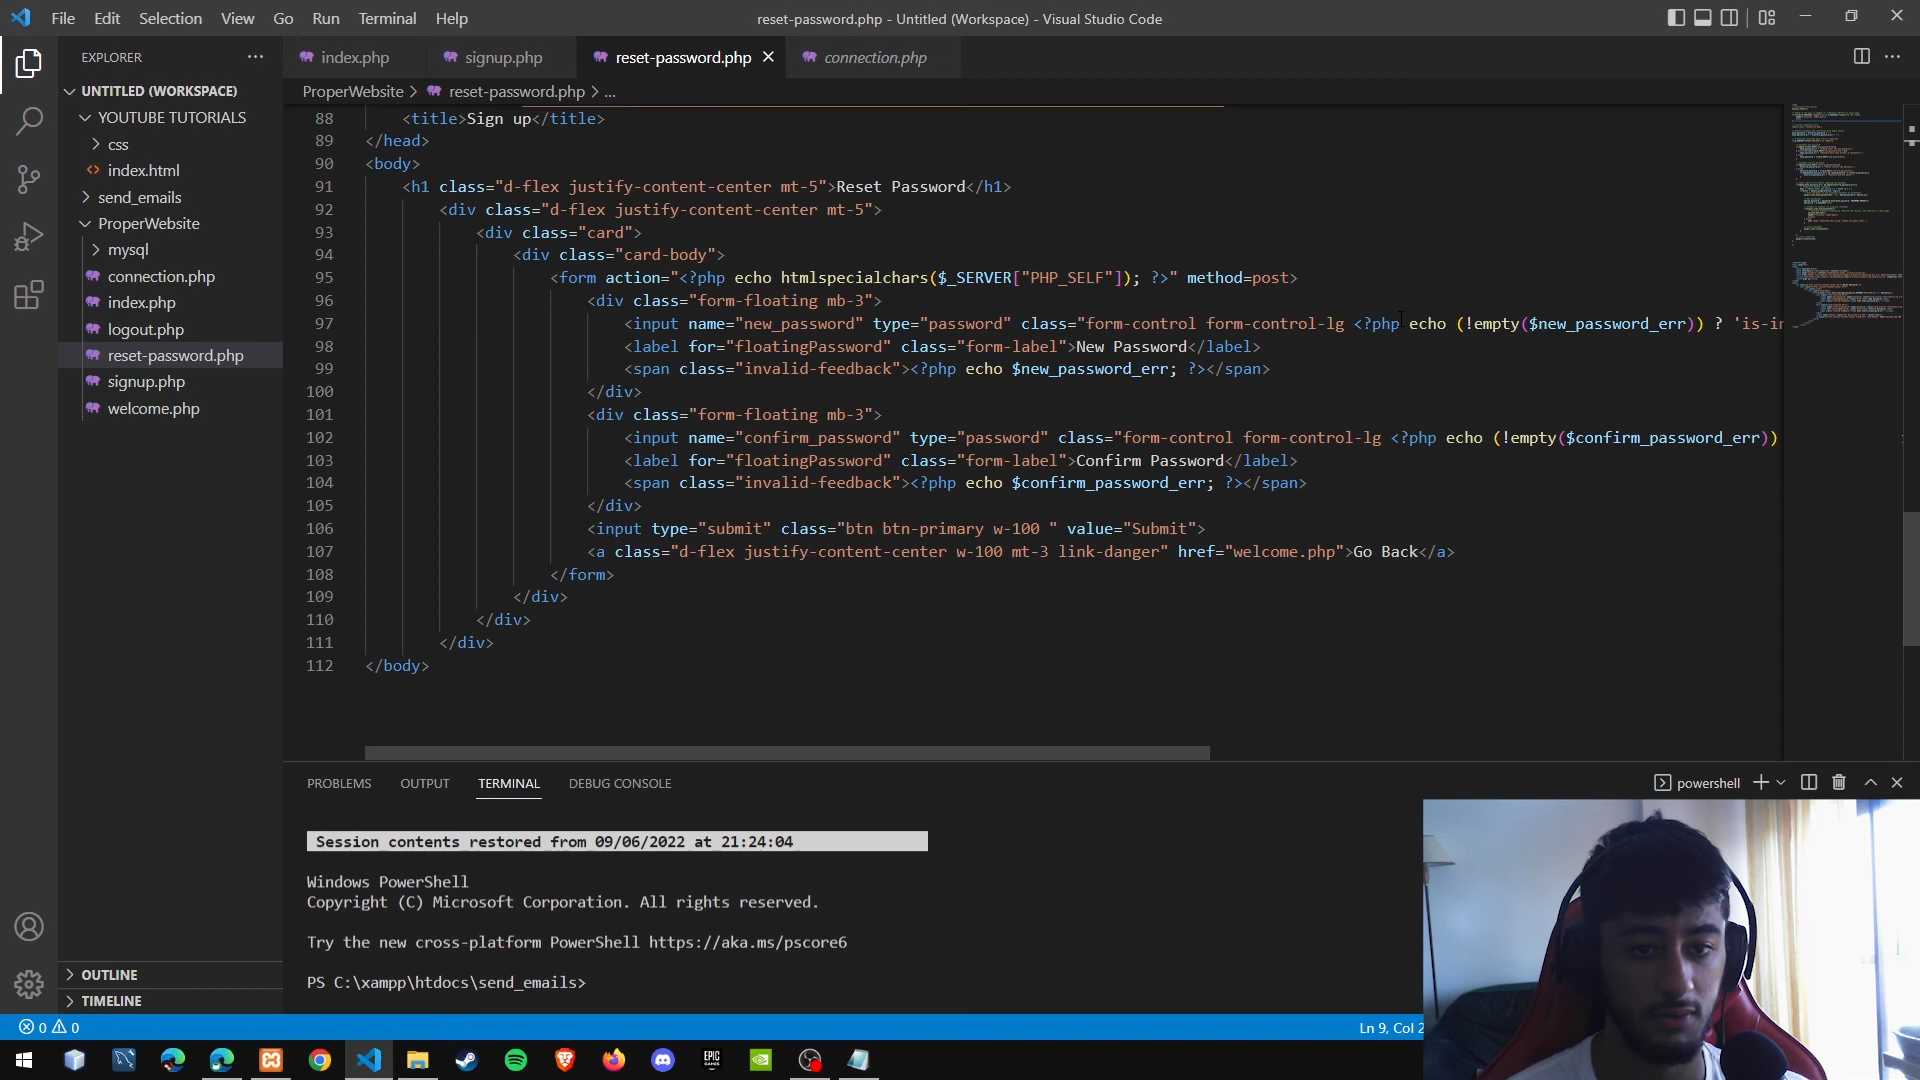 File Edit Selection View Go Run Terminal Help
reset-password.php - Untitled (Workspace) - Visual Studio Code
EXPLORER
UNTITLED (WORKSPACE)
YOUTUBE TUTORIALS
css
index.html
send_emails
ProperWebsite
mysql
connection.php
index.php
logout.php
reset-password.php
signup.php
welcome.php
OUTLINE
TIMELINE
index.php signup.php reset-password.php connection.php
ProperWebsite > reset-password.php > ...
88 <title>Sign up</title>
89 </head>
90 <body>
91 <h1 class="d-flex justify-content-center mt-5">Reset Password</h1>
92 <div class="d-flex justify-content-center mt-5">
93 <div class="card">
94 <div class="card-body">
95 <form action="<?php echo htmlspecialchars($_SERVER["PHP_SELF"]); ?>" method=post>
96 <div class="form-floating mb-3">
97 <input name="new_password" type="password" class="form-control form-control-lg <?php echo (!empty($new_password_err)) ? 'is-in
98 <label for="floatingPassword" class="form-label">New Password</label>
99 <span class="invalid-feedback"><?php echo $new_password_err; ?></span>
100 </div>
101 <div class="form-floating mb-3">
102 <input name="confirm_password" type="password" class="form-control form-control-lg <?php echo (!empty($confirm_password_err))
103 <label for="floatingPassword" class="form-label">Confirm Password</label>
104 <span class="invalid-feedback"><?php echo $confirm_password_err; ?></span>
105 </div>
106 <input type="submit" class="btn btn-primary w-100 " value="Submit">
107 <a class="d-flex justify-content-center w-100 mt-3 link-danger" href="welcome.php">Go Back</a>
108 </form>
109 </div>
110 </div>
111 </div>
112 </body>
PROBLEMS OUTPUT TERMINAL DEBUG CONSOLE
powershell
Session contents restored from 09/06/2022 at 21:24:04
Windows PowerShell
Copyright (C) Microsoft Corporation. All rights reserved.
Try the new cross-platform PowerShell https://aka.ms/pscore6
PS C:\xampp\htdocs\send_emails>
0 0
Ln 9, Col 2
EPIC GAMES